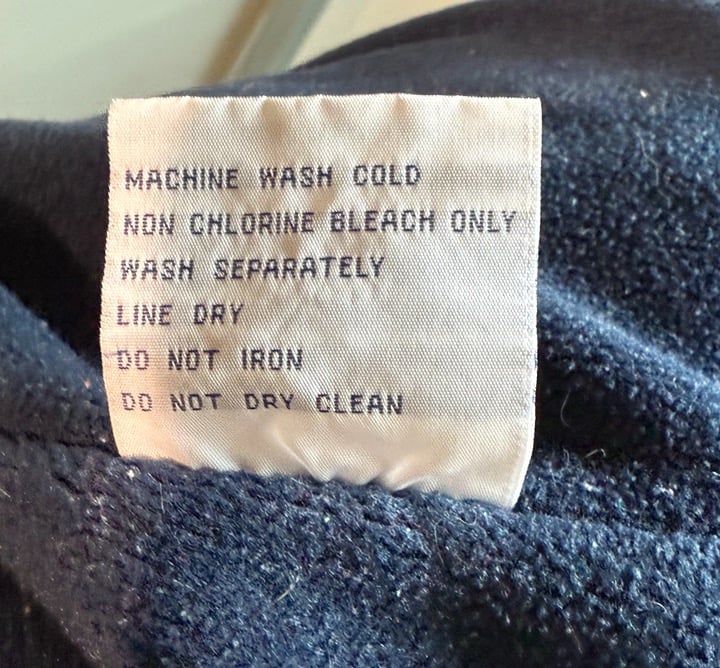 MACHINE WASH COLD
NON CHLORINE BLEACH ONLY
WASH SEPARATELY
LINE DRY
DO NOT IRON
DO NOT DRY CLEAN